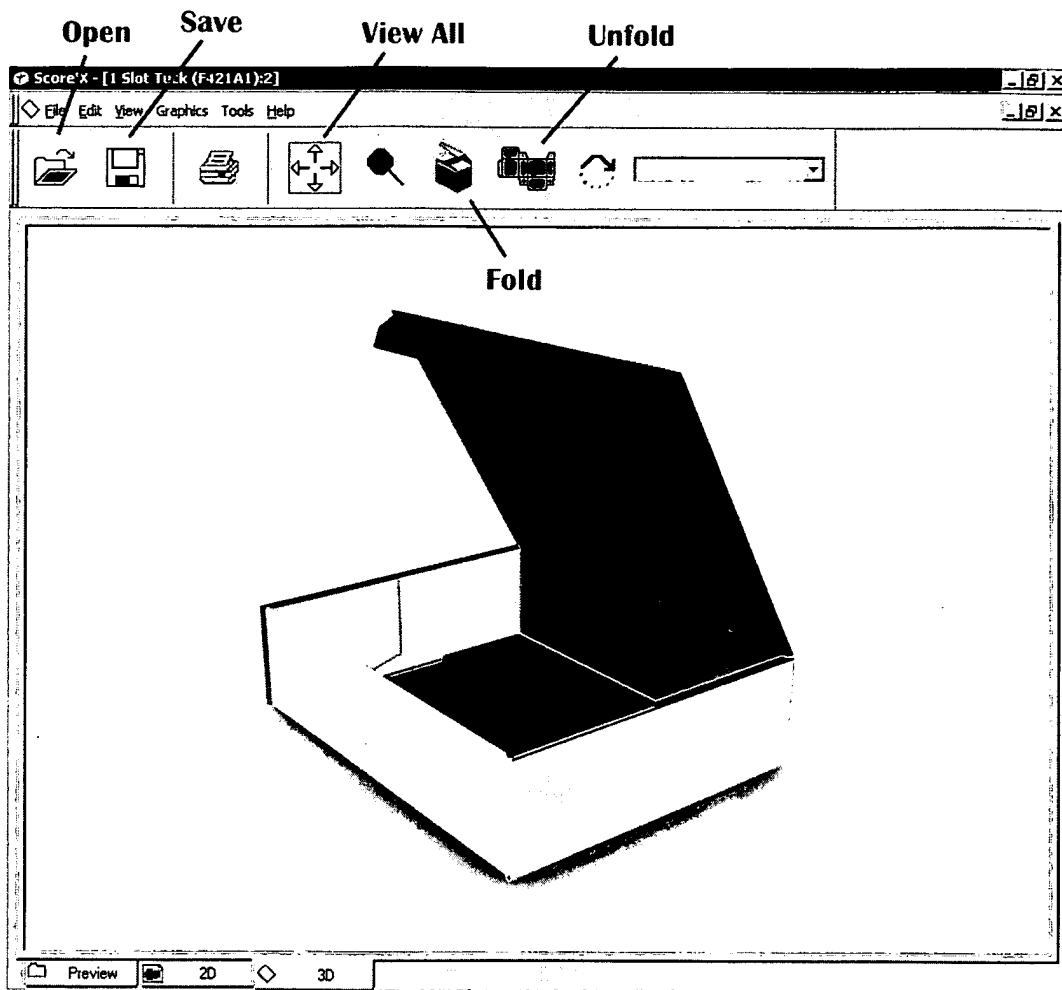 Open
Save
View All
Unfold
Score'X - [1 Slot Tuck (F421A1):2]
File Edit View Graphics Tools Help
Fold
Preview 2D 3D